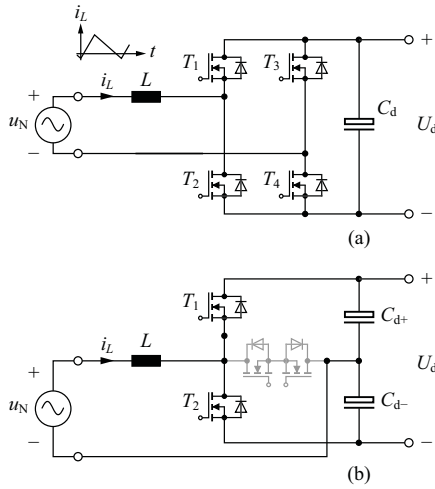 i_L
t
T_1
T_3
+
i_L
L
+
u_N
C_d
U_d
−
T_2
T_4
−
(a)
T_1
+
C_d+
i_L
L
+
U_d
u_N
T_2
C_d−
−
−
(b)